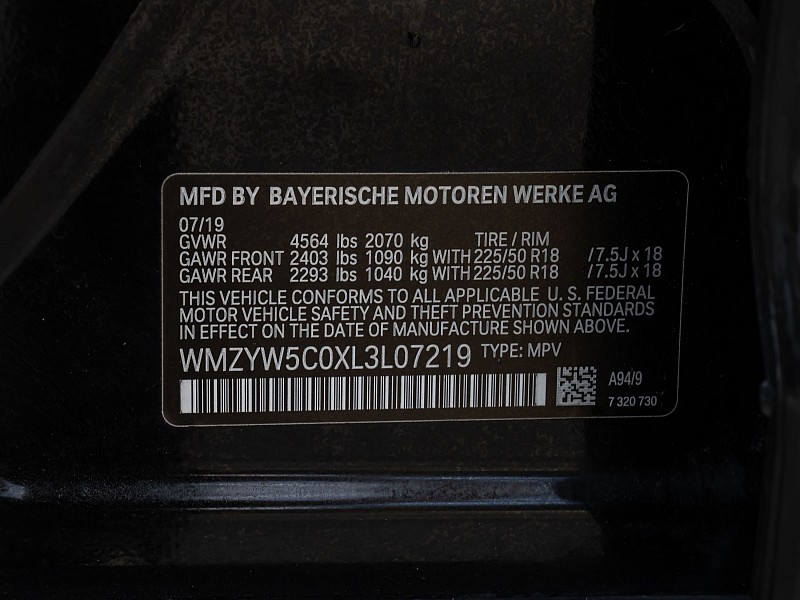 MFD BY BAYERISCHE MOTOREN WERKE AG
07/19
GVWR 4564 lbs 2070 kg TIRE / RIM
GAWR FRONT 2403 lbs 1090 kg WITH 225/50 R18 / 7.5J x 18
GAWR REAR 2293 lbs 1040 kg WITH 225/50 R18 / 7.5J x 18
THIS VEHICLE CONFORMS TO ALL APPLICABLE U. S. FEDERAL
MOTOR VEHICLE SAFETY AND THEFT PREVENTION STANDARDS
IN EFFECT ON THE DATE OF MANUFACTURE SHOWN ABOVE.
WMZYW5C0XL3L07219 TYPE: MPV
A94/9
7 320 730